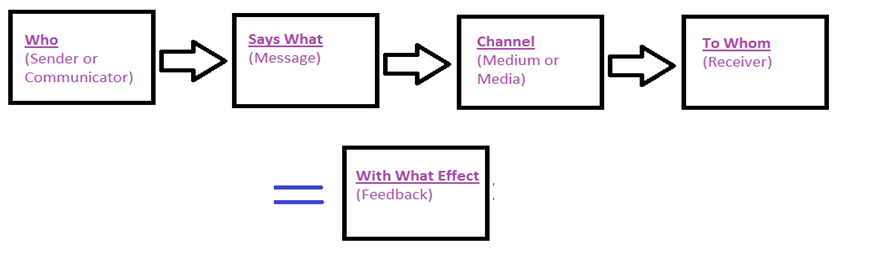 Who
(Sender or
Communicator)
Says What
(Message)
Channel
(Medium or
Media)
To Whom
(Receiver)
With What Effect
(Feedback)